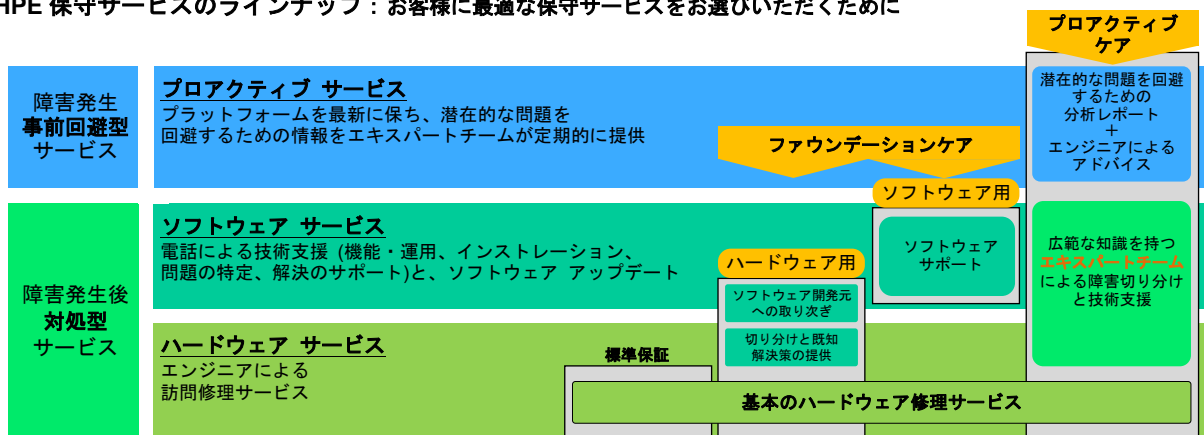 HPE 保守サービスのラインナップ：お客様に最適な保守サービスをお選びいただくために
プロアクティブ
ケア
障害発生
事前回避型
サービス
プロアクティブ サービス
プラットフォームを最新に保ち、潜在的な問題を
回避するための情報をエキスパートチームが定期的に提供
潜在的な問題を回避
するための
分析レポート
＋
エンジニアによる
アドバイス
ファウンデーションケア
ソフトウェア用
障害発生後
対処型
サービス
ソフトウェア サービス
電話による技術支援 (機能・運用、インストレーション、
問題の特定、解決のサポート)と、ソフトウェア アップデート
ソフトウェア
サポート
広範な知識を持つ
エキスパートチーム
による障害切り分け
と技術支援
ハードウェア用
ソフトウェア開発元
への取り次ぎ
切り分けと既知
解決策の提供
ハードウェア サービス
エンジニアによる
訪問修理サービス
標準保証
基本のハードウェア修理サービス